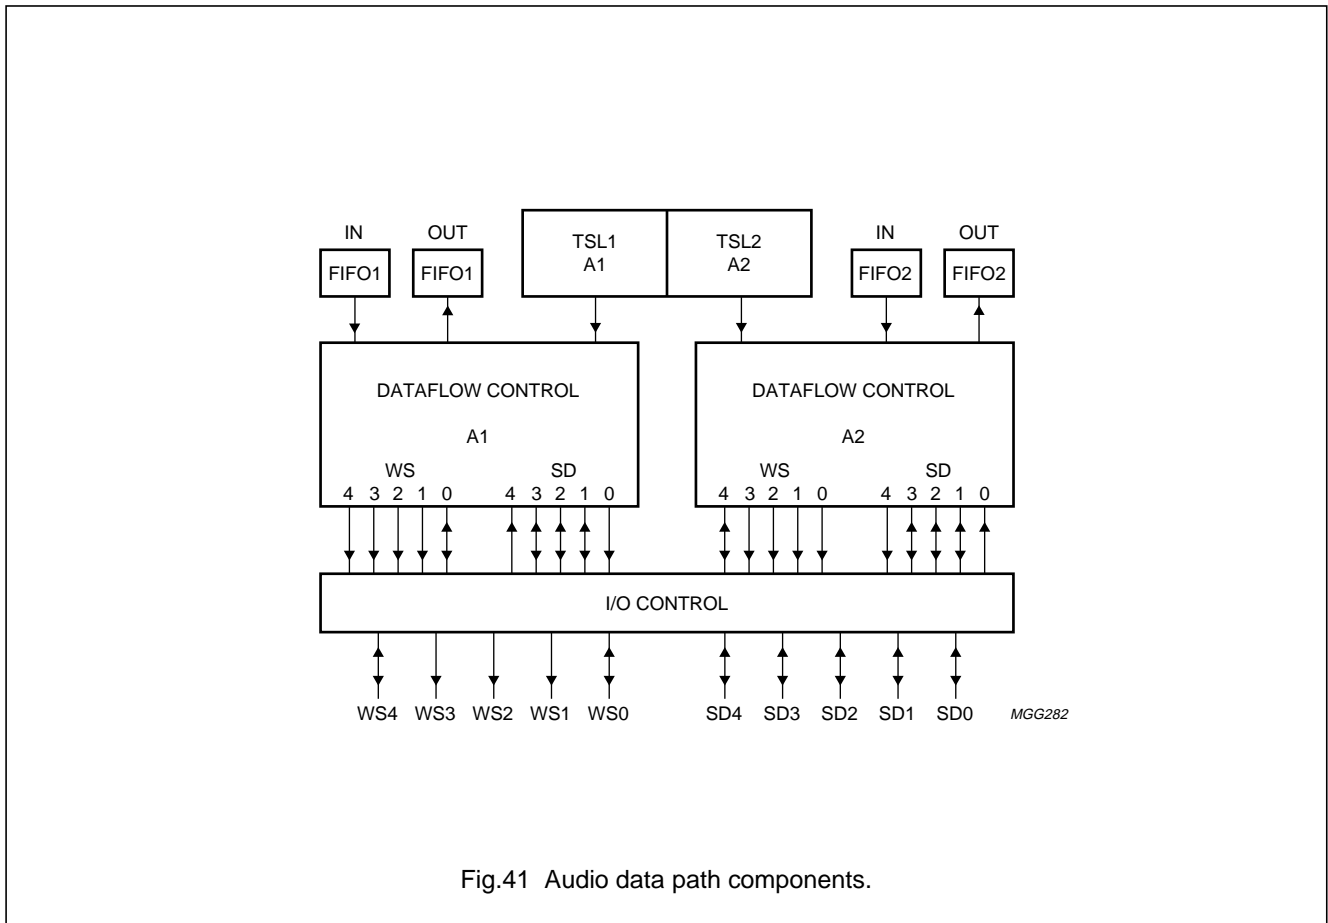 IN OUT IN OUT
FIFO1 FIFO1 TSL1 A1 TSL2 A2 FIFO2 FIFO2
DATAFLOW CONTROL DATAFLOW CONTROL
A1 A2
WS SD WS SD
4 3 2 1 0 4 3 2 1 0 4 3 2 1 0 4 3 2 1 0
I/O CONTROL
WS4 WS3 WS2 WS1 WS0 SD4 SD3 SD2 SD1 SD0 MGG282
Fig.41 Audio data path components.